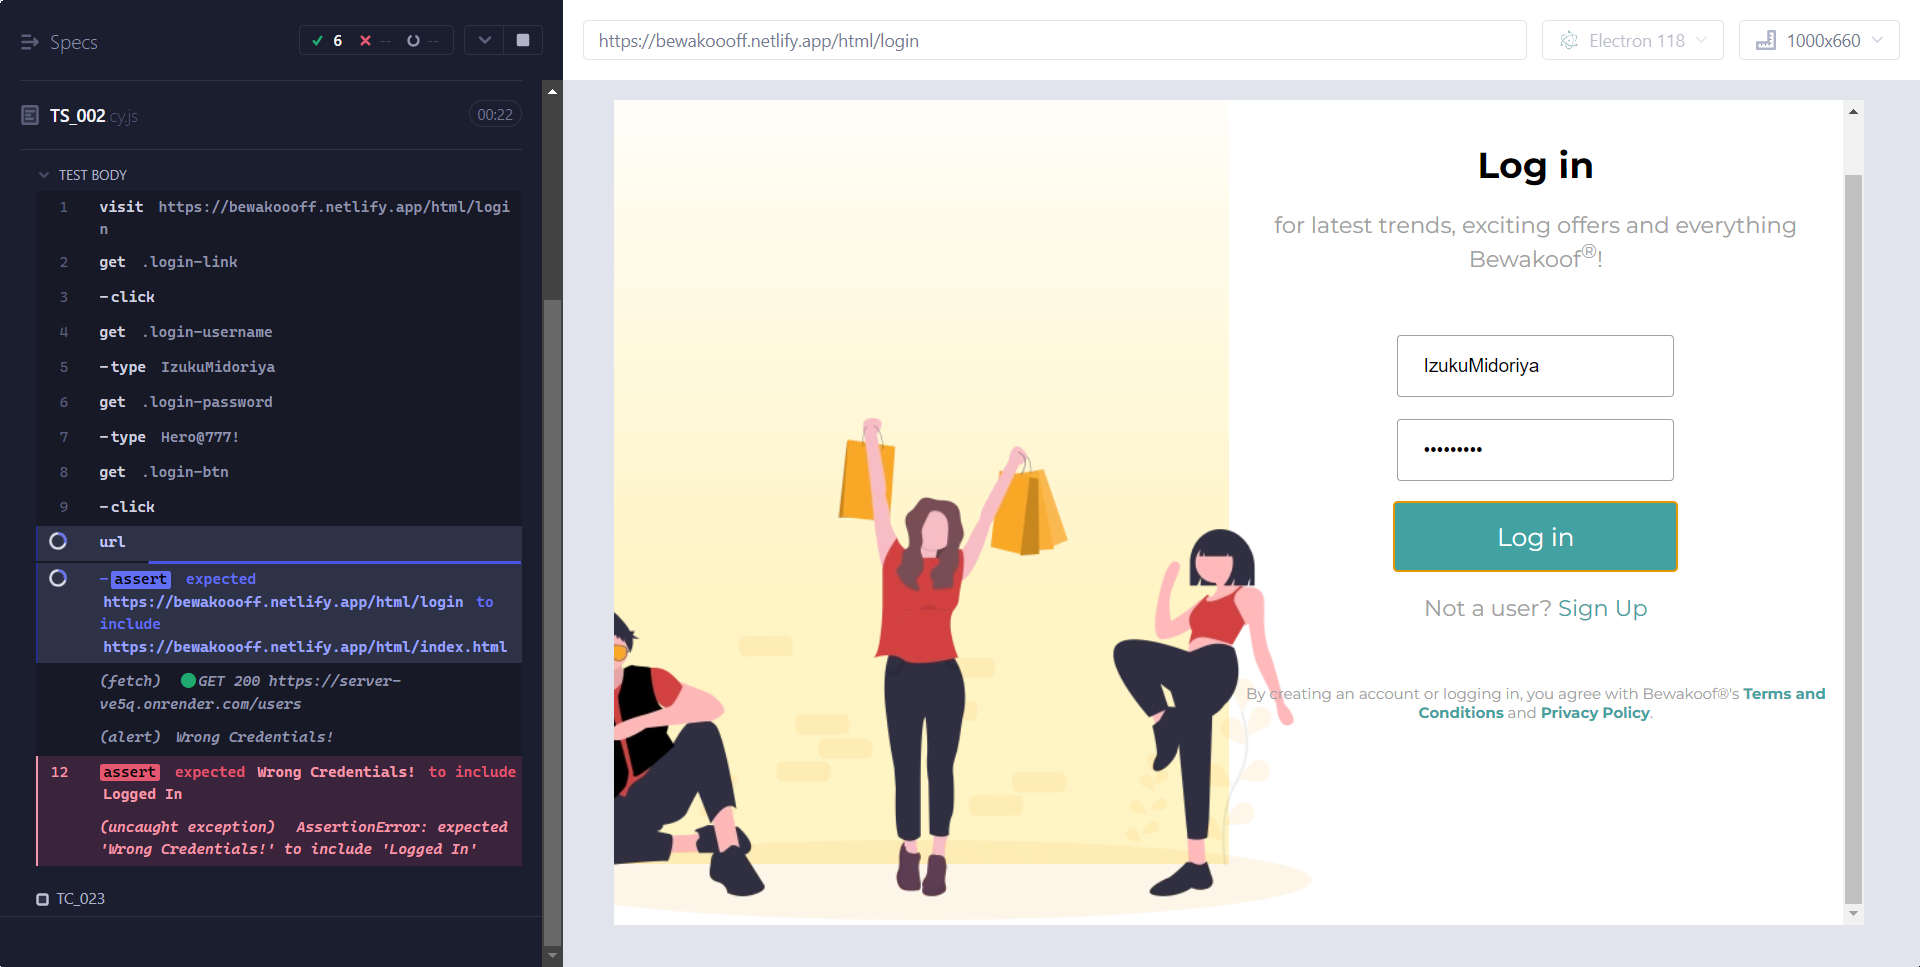 Specs
6
--
--
https://bewakoooff.netlify.app/html/login
Electron 118
1000x660
TS_002.cy.js
00:22
TEST BODY
1 visit https://bewakoooff.netlify.app/html/logi
n
2 get .login-link
3 -click
4 get .login-username
5 -type IzukuMidoriya
6 get .login-password
7 -type Hero@777!
8 get .login-btn
9 -click
url
-assert expected
https://bewakoooff.netlify.app/html/login to
include
https://bewakoooff.netlify.app/html/index.html
(fetch) GET 200 https://server-
ve5q.onrender.com/users
(alert) Wrong Credentials!
12 assert expected Wrong Credentials! to include
Logged In
(uncaught exception) AssertionError: expected
'Wrong Credentials!' to include 'Logged In'
TC_023
Log in
for latest trends, exciting offers and everything
Bewakoof®!
IzukuMidoriya
•••••••••
Log in
Not a user? Sign Up
By creating an account or logging in, you agree with Bewakoof®'s Terms and
Conditions and Privacy Policy.